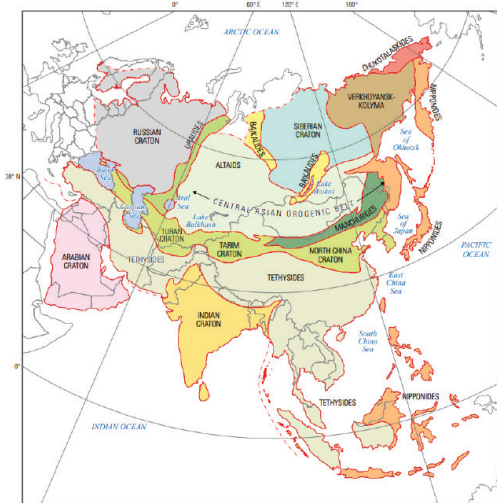 0°
60°E
120°E
180°
ARCTIC OCEAN
CHUKOTALASKIDES
VERKHOYANSK-
KOLYMA
NIPPONIDES
RUSSIAN
CRATON
URALIDES
BAIKALIDES
SIBERIAN
CRATON
Sea
of
Okhotsk
ALTAIDS
BAIKALIDES
Black
Sea
30°N
Caspian
Sea
Aral
Sea
Lake
Baikal
CENTRAL ASIAN OROGENIC BELT
Lake
Balkhash
MANCHURIDES
Sea
of
Japan
NIPPONIDES
PACIFIC
OCEAN
TURAN
CRATON
TARIM
CRATON
NORTH CHINA
CRATON
ARABIAN
CRATON
TETHYSIDES
TETHYSIDES
East
China
Sea
INDIAN
CRATON
South
China
Sea
0°
TETHYSIDES
NIPPONIDES
INDIAN OCEAN